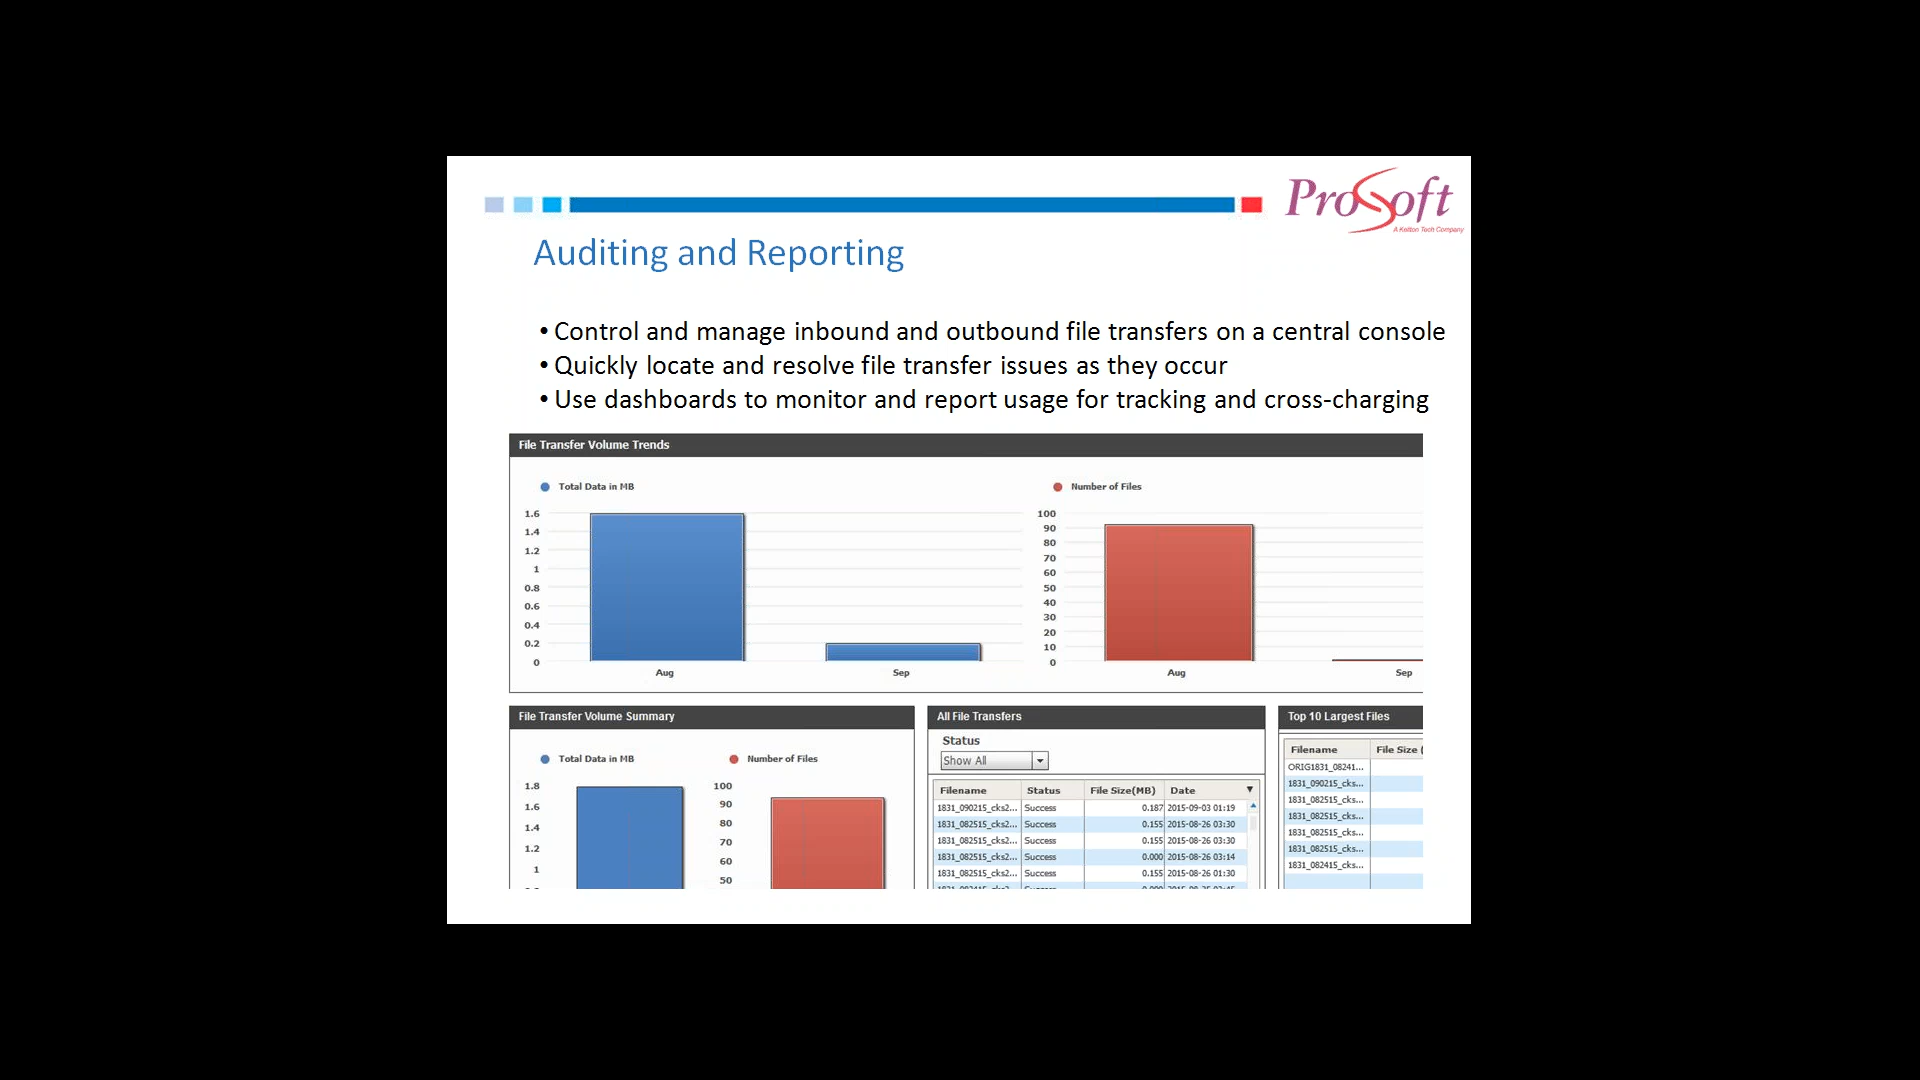 ProSoft
A Kellton Tech Company
Auditing and Reporting
• Control and manage inbound and outbound file transfers on a central console
• Quickly locate and resolve file transfer issues as they occur
• Use dashboards to monitor and report usage for tracking and cross-charging
File Transfer Volume Trends
Total Data in MB
1.6
1.4
1.2
1
0.8
0.6
0.4
0.2
0
Aug Sep
Number of Files
100
90
80
70
60
50
40
30
20
10
0
Aug Sep
File Transfer Volume Summary
Total Data in MB
1.8
1.6
1.4
1.2
1
Number of Files
100
90
80
70
60
50
All File Transfers
Status
Show All
Filename Status File Size(MB) Date
1831_090215_cks2... Success 0.187 2015-09-03 01:19
1831_082515_cks2... Success 0.155 2015-08-26 03:30
1831_082515_cks2... Success 0.155 2015-08-26 03:30
1831_082515_cks2... Success 0.000 2015-08-26 03:14
1831_082515_cks2... Success 0.155 2015-08-26 01:30
Top 10 Largest Files
Filename File Size (
ORIG1831_08241...
1831_090215_cks...
1831_082515_cks...
1831_082515_cks...
1831_082515_cks...
1831_082515_cks...
1831_082415_cks...